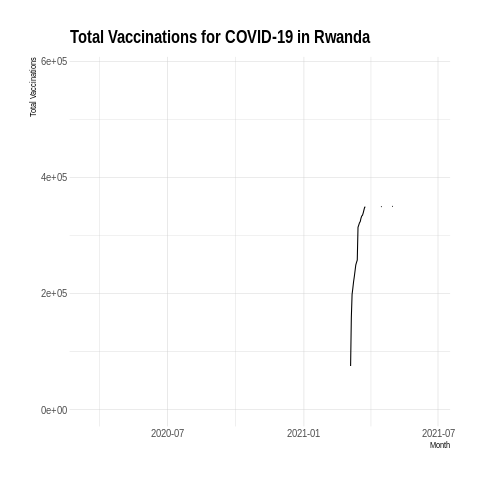 Total Vaccinations for COVID-19 in Rwanda
Total Vaccinations
6e+05
4e+05
2e+05
0e+00
2020-07 2021-01 2021-07
Month